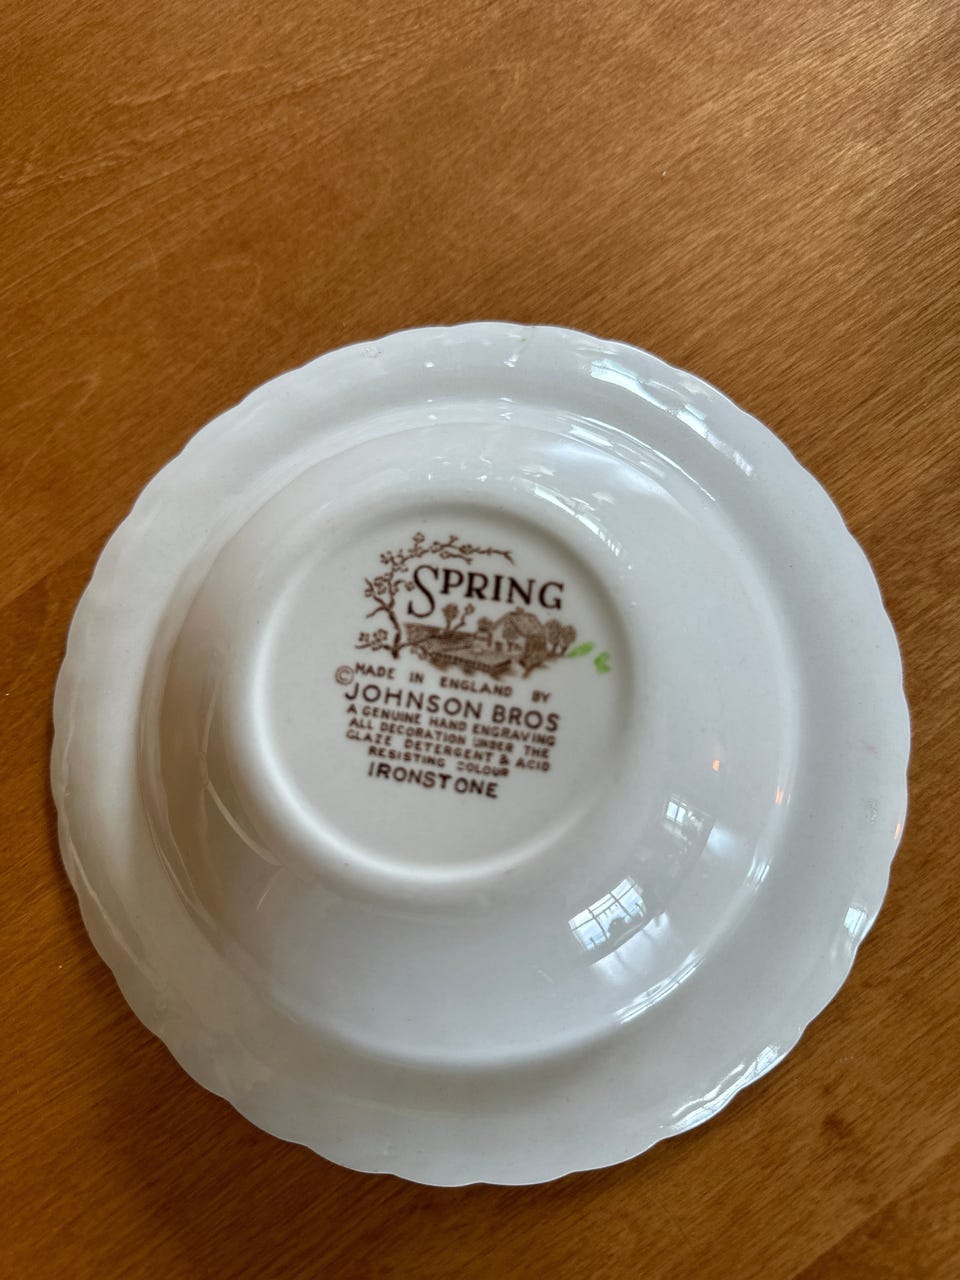 SPRING
© MADE IN ENGLAND BY
JOHNSON BROS
A GENUINE HAND ENGRAVING
ALL DECORATION UNDER THE
GLAZE DETERGENT & ACID
RESISTING COLOUR
IRONSTONE